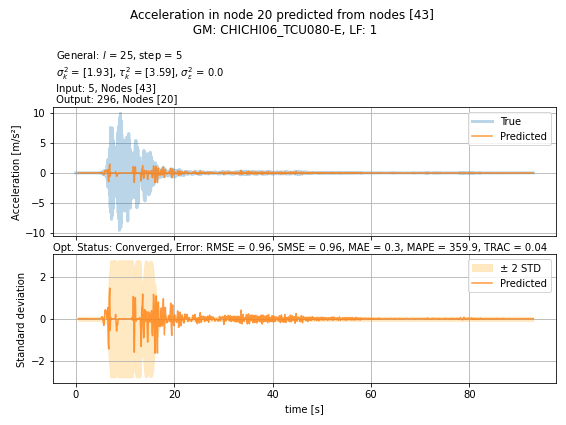 Acceleration in node 20 predicted from nodes [43]
GM: CHICHI06_TCU080-E, LF: 1
General: l = 25, step = 5
σ²ₖ = [1.93], τ²ₖ = [3.59], σ²ε = 0.0
Input: 5, Nodes [43]
Output: 296, Nodes [20]
10
5
0
−5
−10
Acceleration [m/s²]
True
Predicted
Opt. Status: Converged, Error: RMSE = 0.96, SMSE = 0.96, MAE = 0.3, MAPE = 359.9, TRAC = 0.04
2
0
−2
Standard deviation
± 2 STD
Predicted
0 20 40 60 80
time [s]